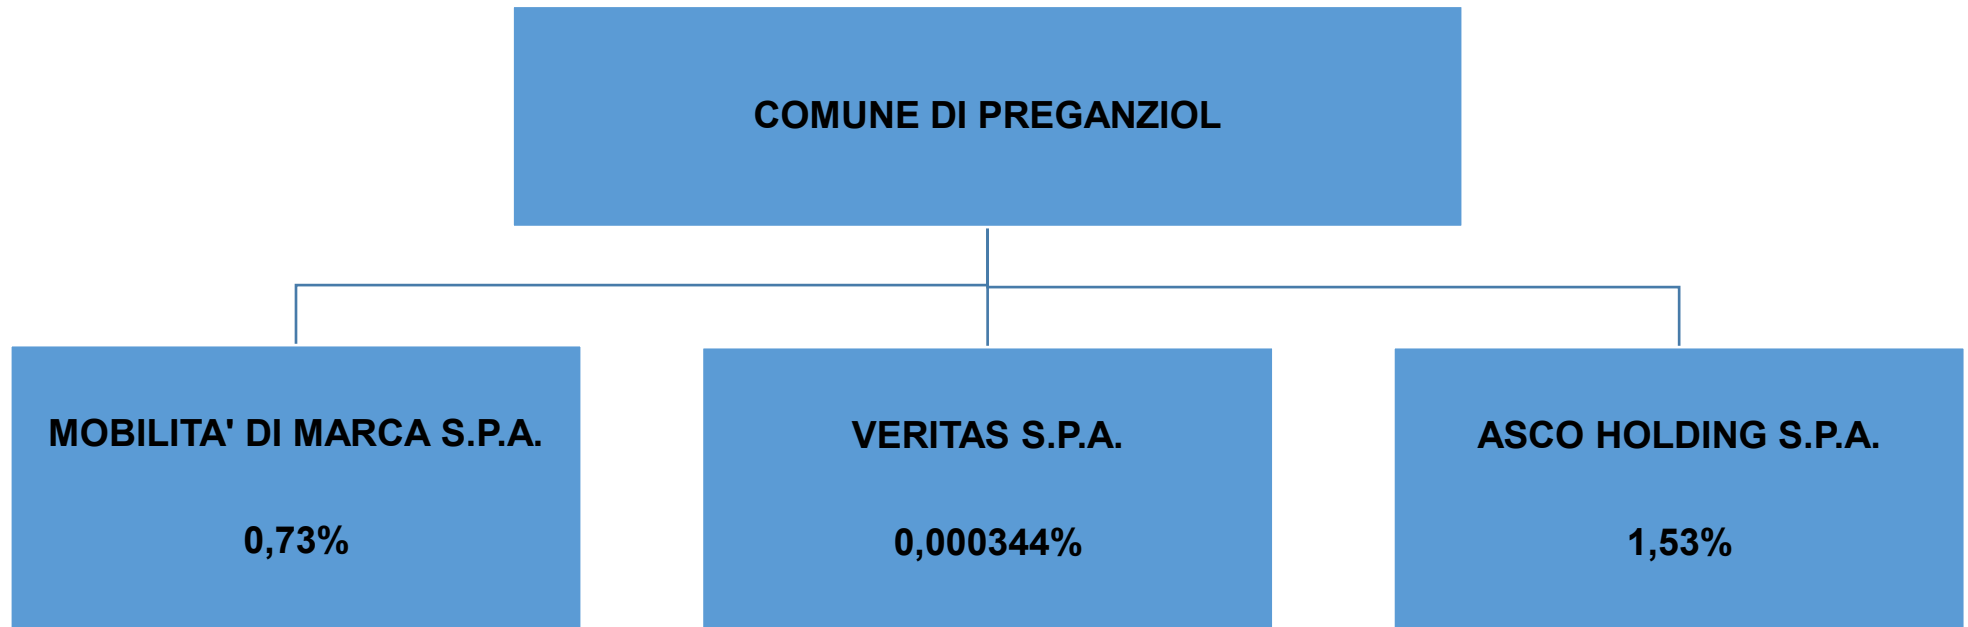 COMUNE DI PREGANZIOL
MOBILITA' DI MARCA S.P.A.
0,73%
VERITAS S.P.A.
0,000344%
ASCO HOLDING S.P.A.
1,53%